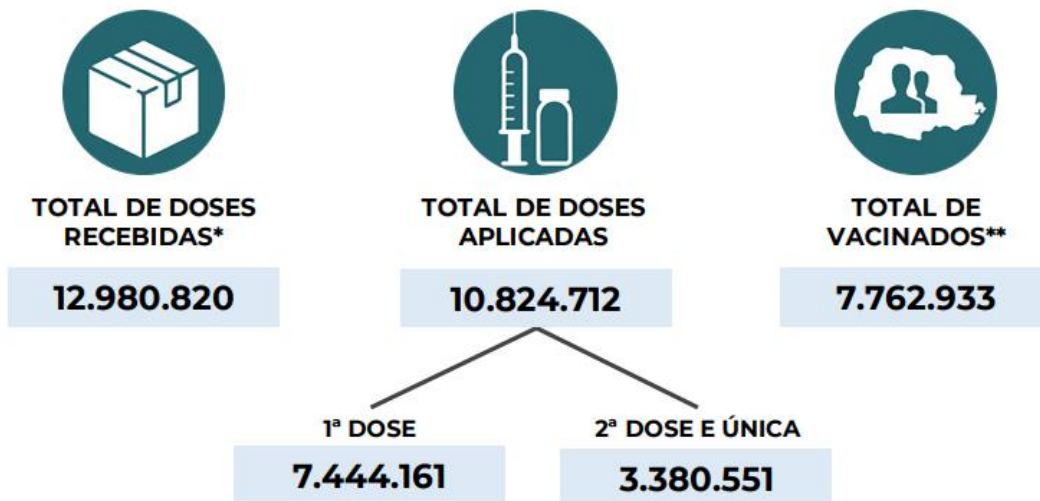 TOTAL DE DOSES
RECEBIDAS*
12.980.820
TOTAL DE DOSES
APLICADAS
10.824.712
TOTAL DE
VACINADOS**
7.762.933
1ª DOSE
7.444.161
2ª DOSE E ÚNICA
3.380.551